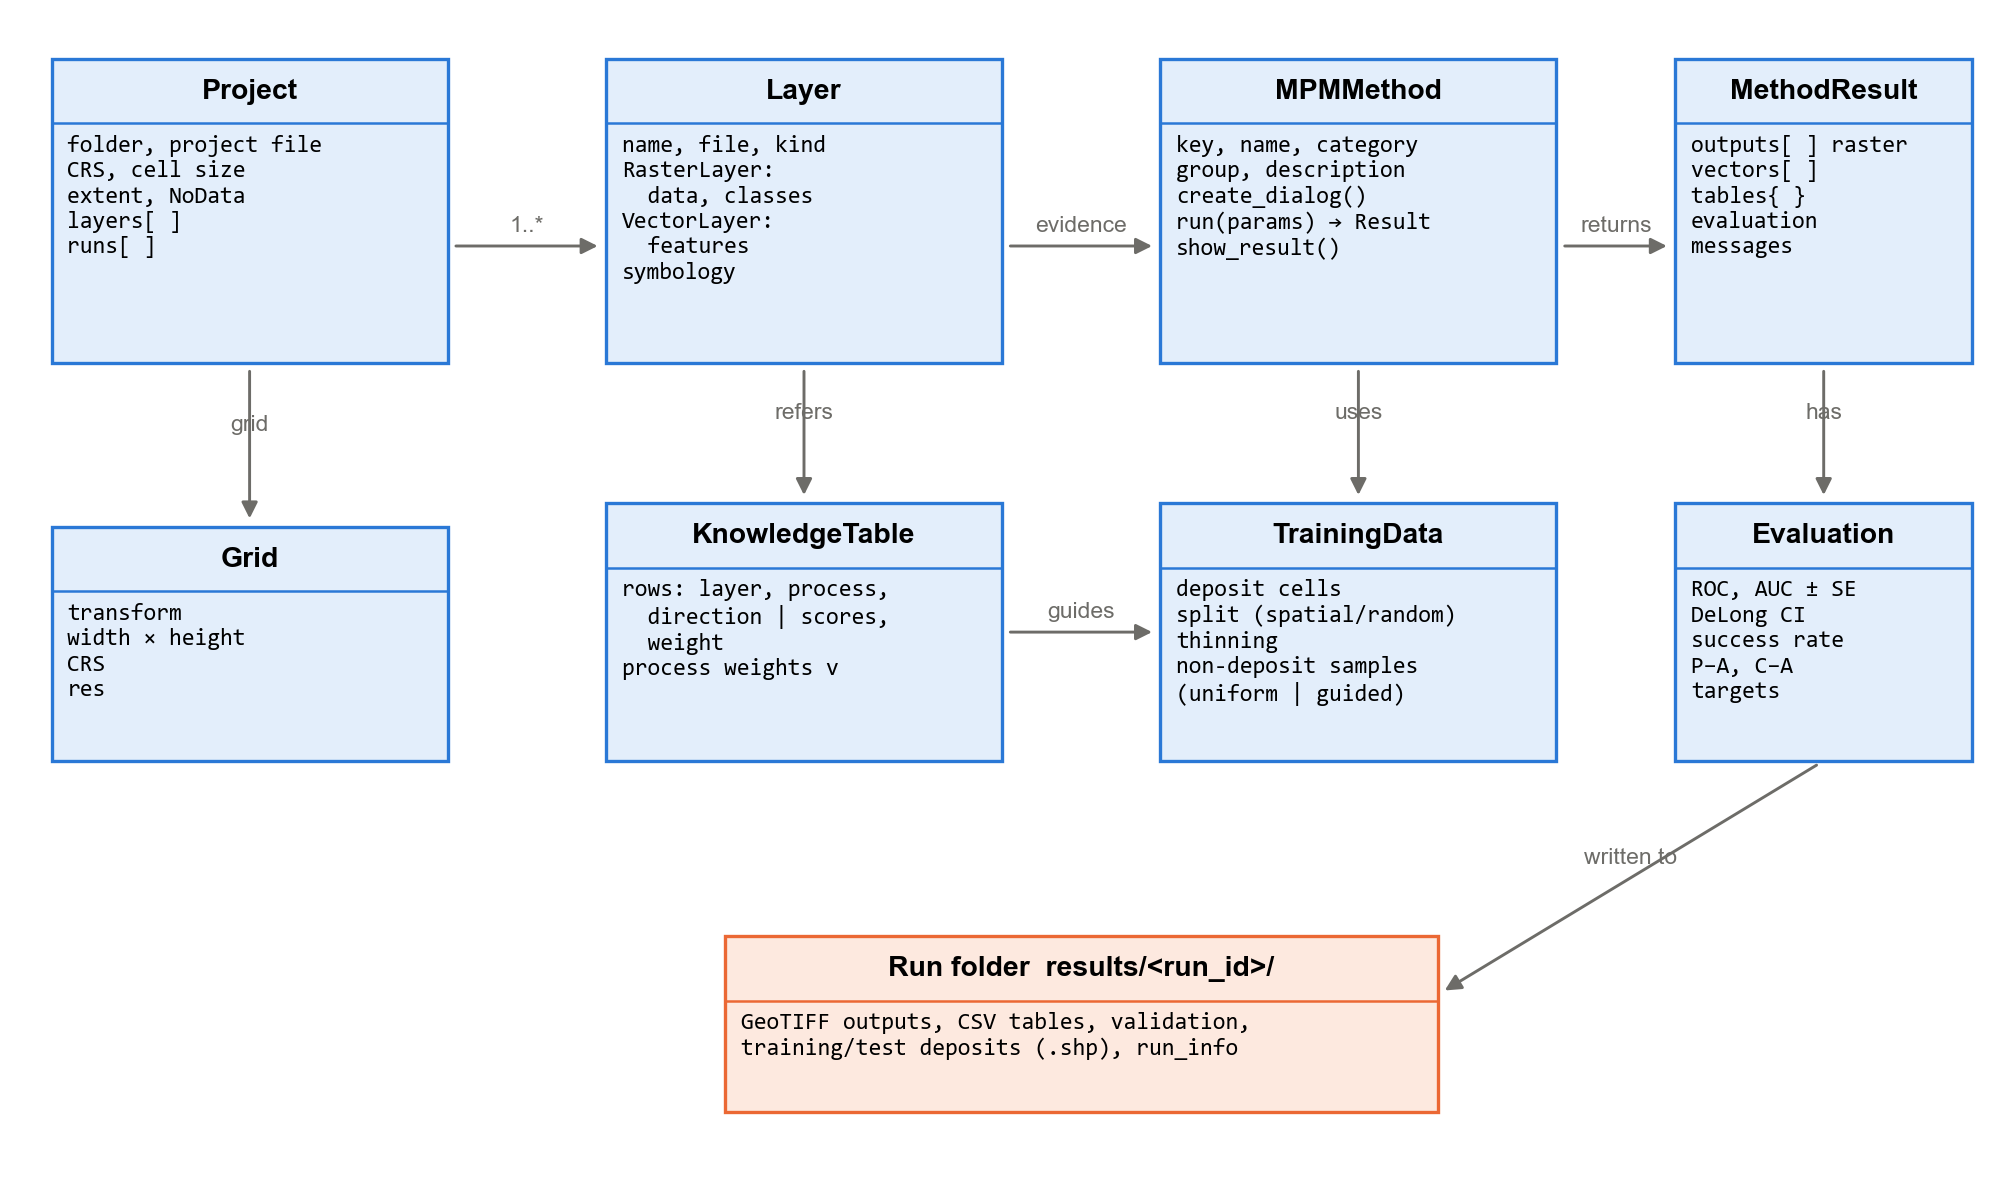 Project
folder, project file
CRS, cell size
extent, NoData
layers[ ]
runs[ ]
1..*
Layer
name, file, kind
RasterLayer:
data, classes
VectorLayer:
features
symbology
evidence
MPMMethod
key, name, category
group, description
create_dialog()
run(params) → Result
show_result()
returns
MethodResult
outputs[ ] raster
vectors[ ]
tables{ }
evaluation
messages
grid
refers
uses
has
Grid
transform
width × height
CRS
res
KnowledgeTable
rows: layer, process,
direction | scores,
weight
process weights v
guides
TrainingData
deposit cells
split (spatial/random)
thinning
non-deposit samples
(uniform | guided)
Evaluation
ROC, AUC ± SE
DeLong CI
success rate
P–A, C–A
targets
written to
Run folder  results/<run_id>/
GeoTIFF outputs, CSV tables, validation,
training/test deposits (.shp), run_info